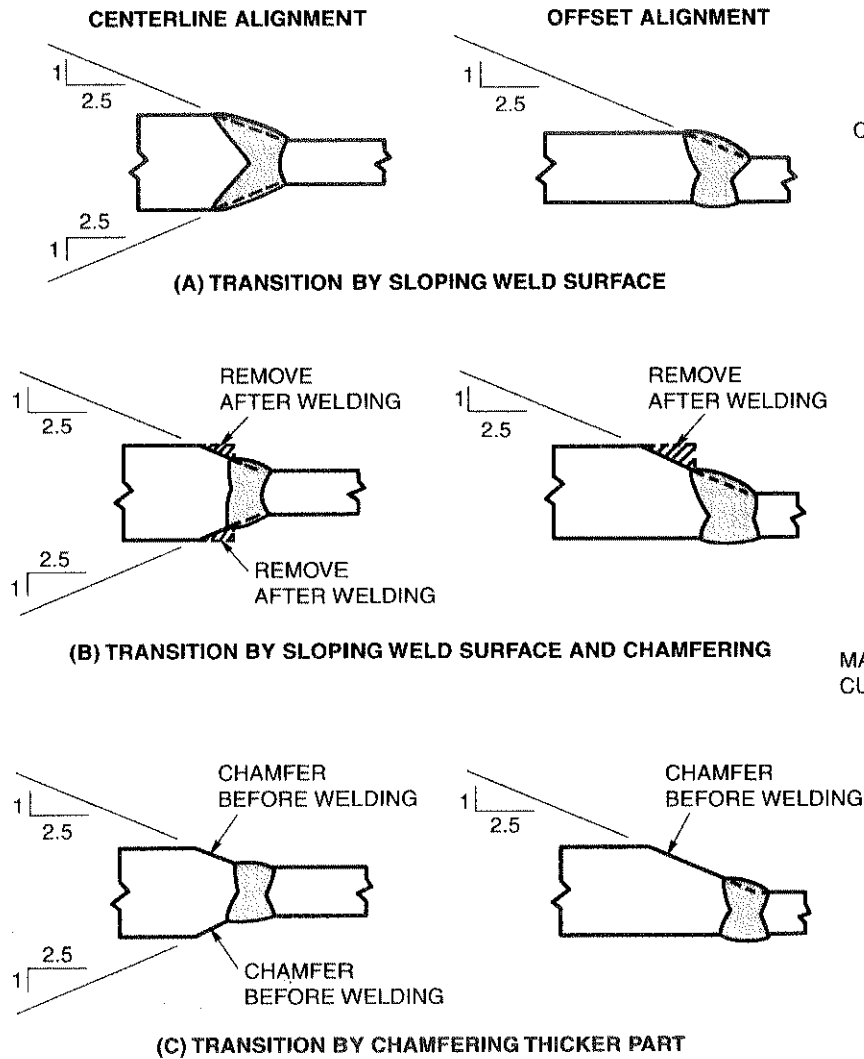 CENTERLINE ALIGNMENT
OFFSET ALIGNMENT
1
2.5
1
2.5
C
2.5
1
(A) TRANSITION BY SLOPING WELD SURFACE
REMOVE
AFTER WELDING
REMOVE
AFTER WELDING
1
2.5
1
2.5
2.5
1
REMOVE
AFTER WELDING
(B) TRANSITION BY SLOPING WELD SURFACE AND CHAMFERING
MA
CU
CHAMFER
BEFORE WELDING
CHAMFER
BEFORE WELDING
1
2.5
1
2.5
2.5
1
CHAMFER
BEFORE WELDING
(C) TRANSITION BY CHAMFERING THICKER PART